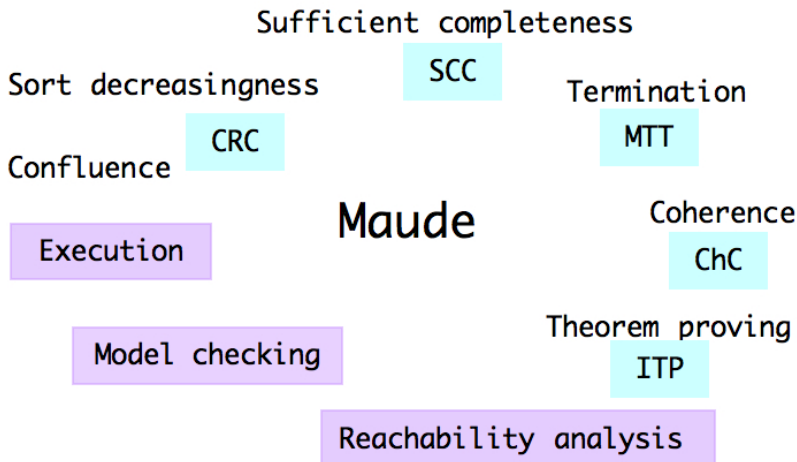 Sufficient completeness
SCC
Sort decreasingness
Termination
CRC
MTT
Confluence
Maude
Coherence
Execution
ChC
Theorem proving
Model checking
ITP
Reachability analysis